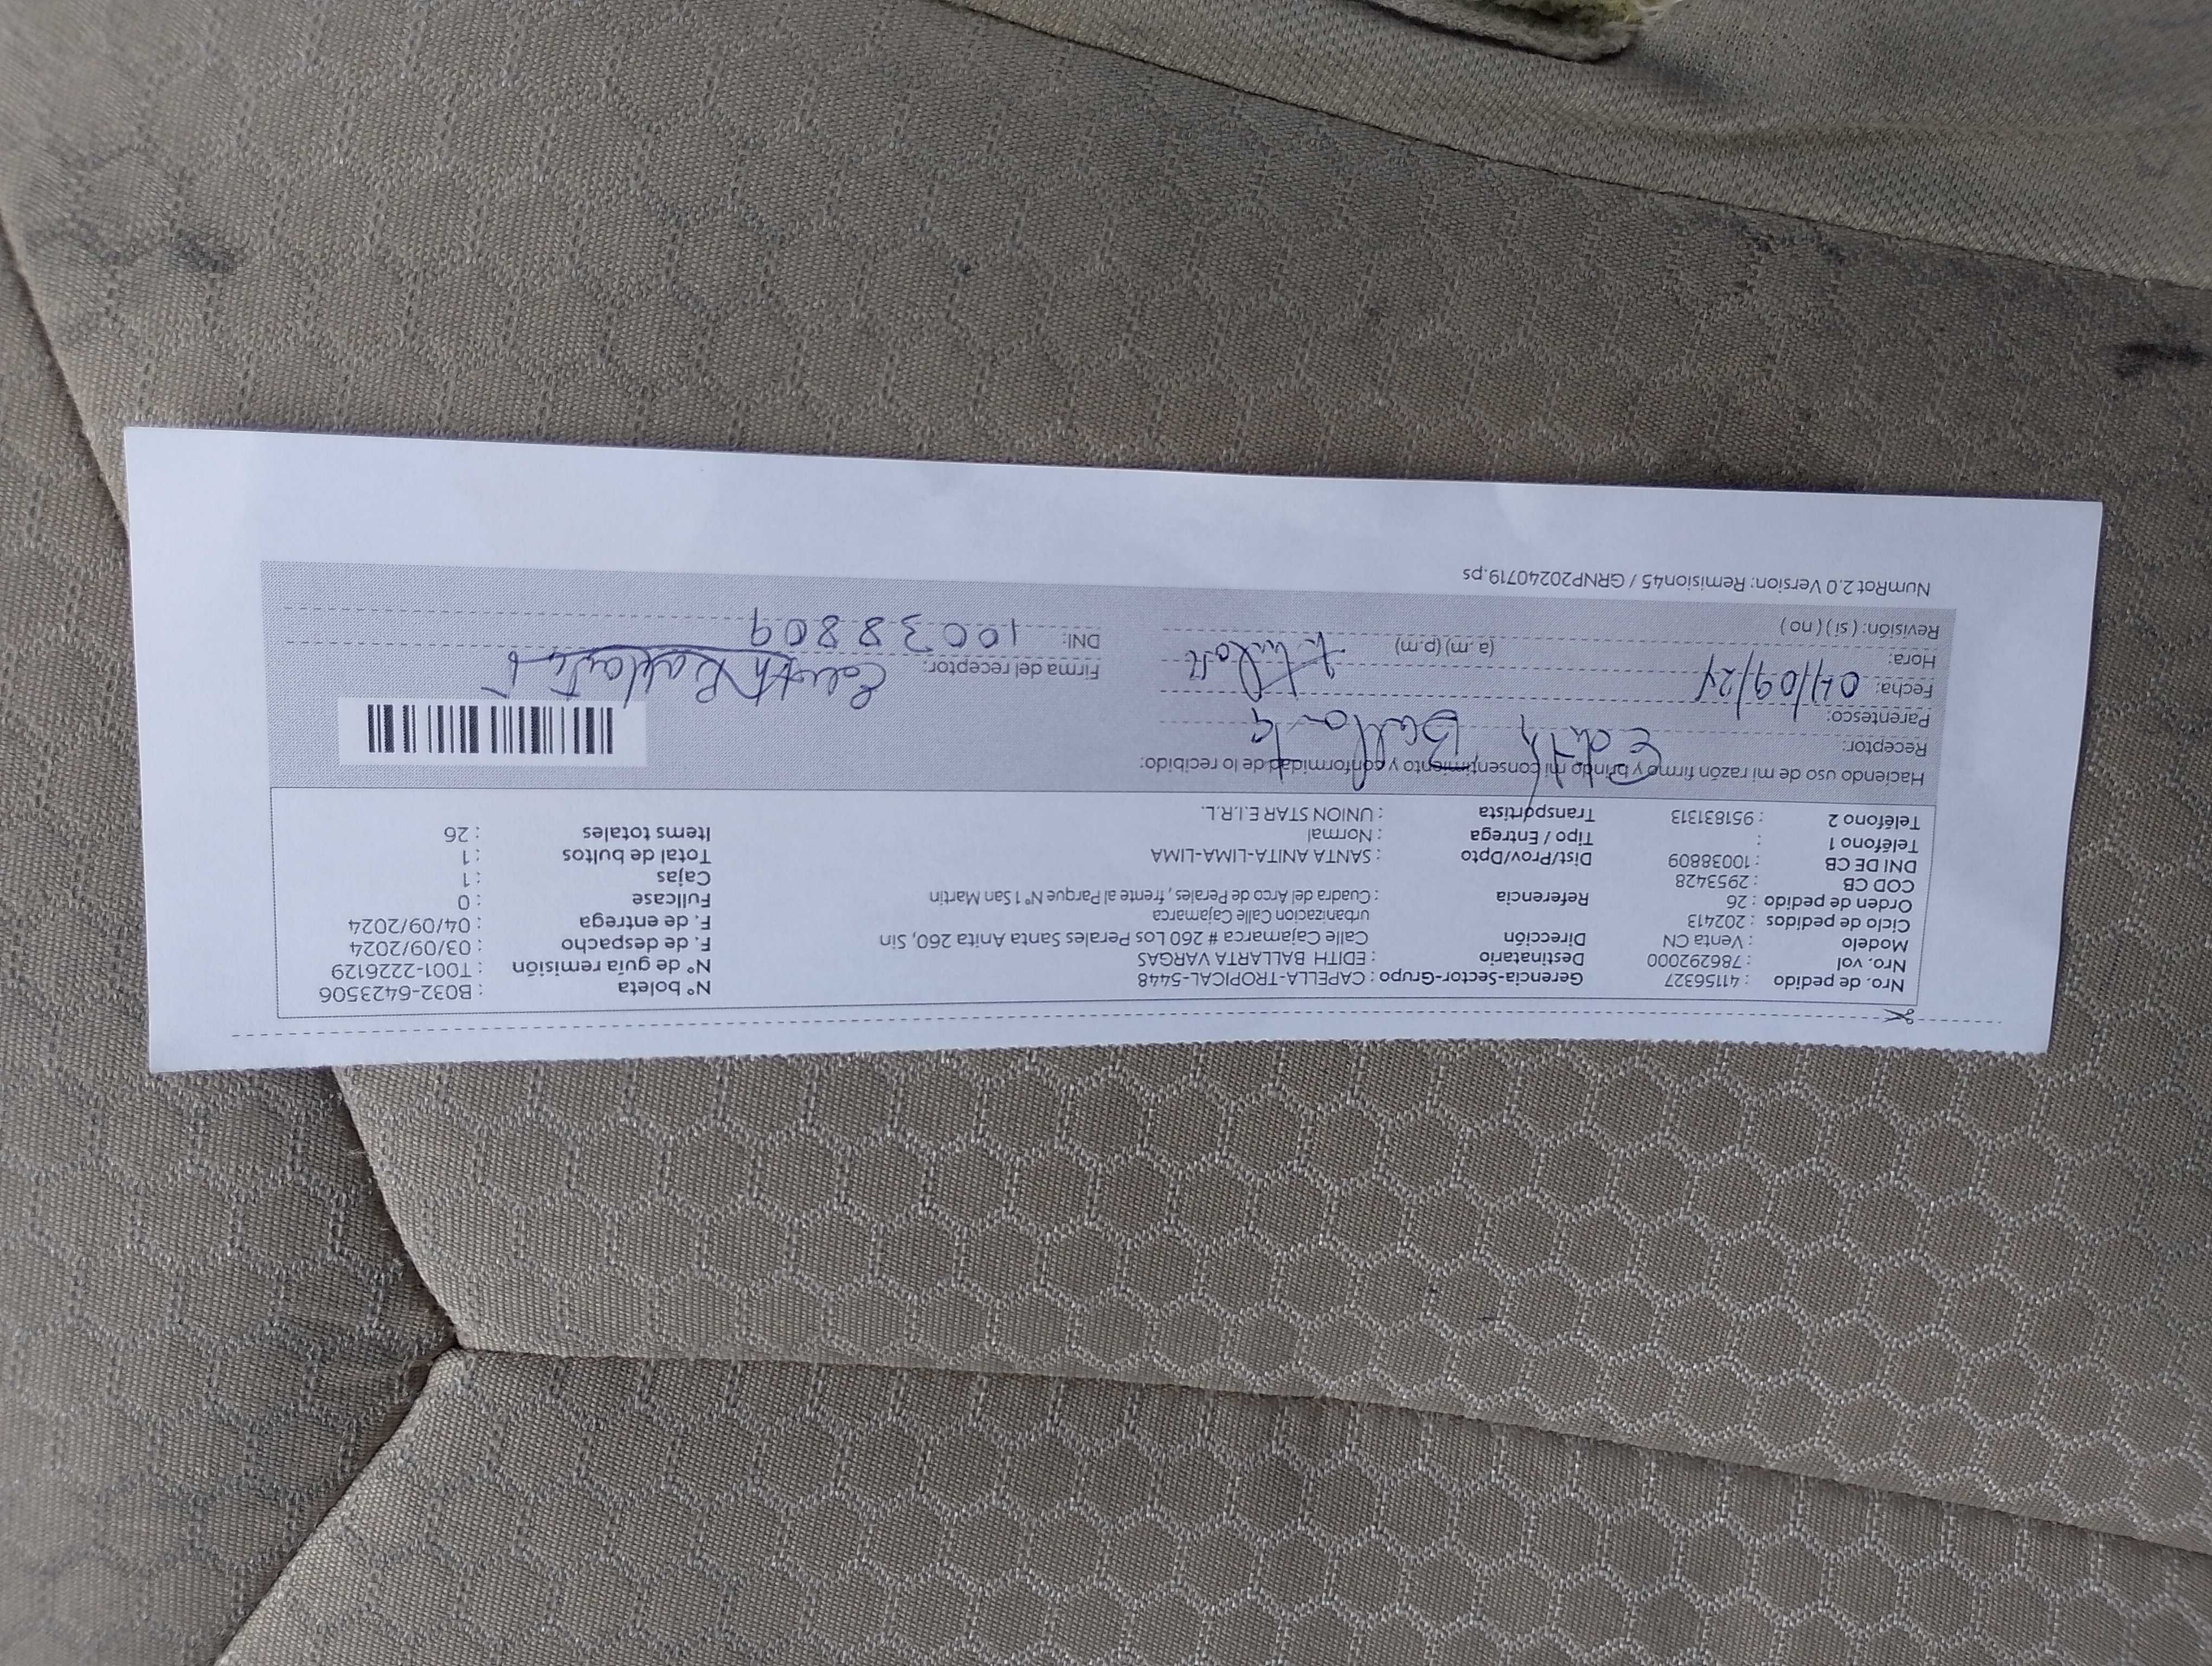 Nro. de pedido : 41156327 Gerencia-Sector-Grupo : CAPELLA-TROPICAL-5448 N° boleta : B032-6423506
Nro. vol : 786292000 Destinatario : EDITH BALLARTA VARGAS N° de guía remisión : T001-2226129
Modelo : Venta CN Dirección Calle Cajamarca # 260 Los Perales Santa Anita 260, Sin F. de despacho : 03/09/2024
Ciclo de pedidos : 202413 urbanizacion Calle Cajamarca F. de entrega : 04/09/2024
Orden de pedido : 26 Referencia : Cuadra del Arco de Perales, frente al Parque N° 1 San Martin Fullcase : 0
COD CB : 2953428 Cajas : 1
DNI DE CB : 10038809 Dist/Prov/Dpto : SANTA ANITA-LIMA-LIMA Total de bultos : 1
Teléfono 1 : Tipo / Entrega : Normal Items totales : 26
Teléfono 2 : 951831313 Transportista : UNION STAR E.I.R.L.
Haciendo uso de mi razón firmo y brindo mi consentimiento y conformidad de lo recibido:
Receptor: Edith Ballarta
Parentesco:
Fecha: 04/09/24 Firma del receptor: Edith Ballarta
Hora: (a.m) (p.m) DNI: 10038809
Revisión: ( si ) ( no )
NumRot 2.0 Version: Remision45 / GRNP20240719.ps